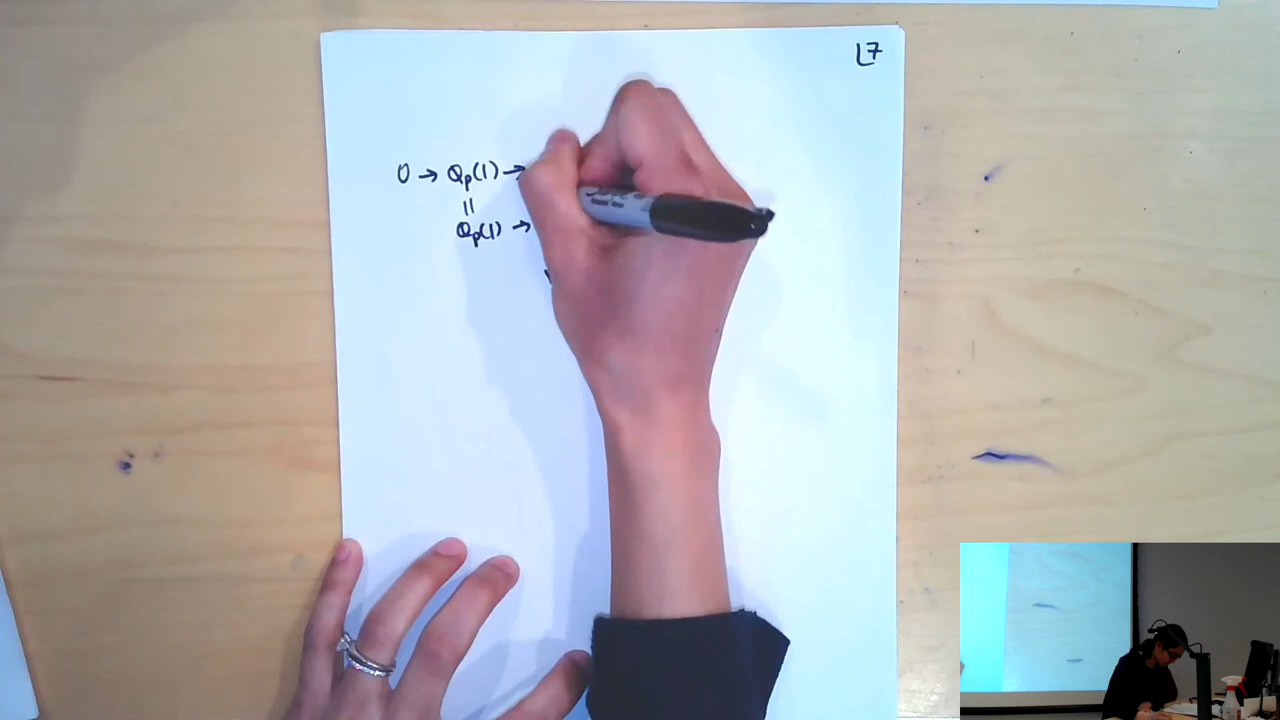 L7
0 → Qp(1) →
||
Qp(1) →